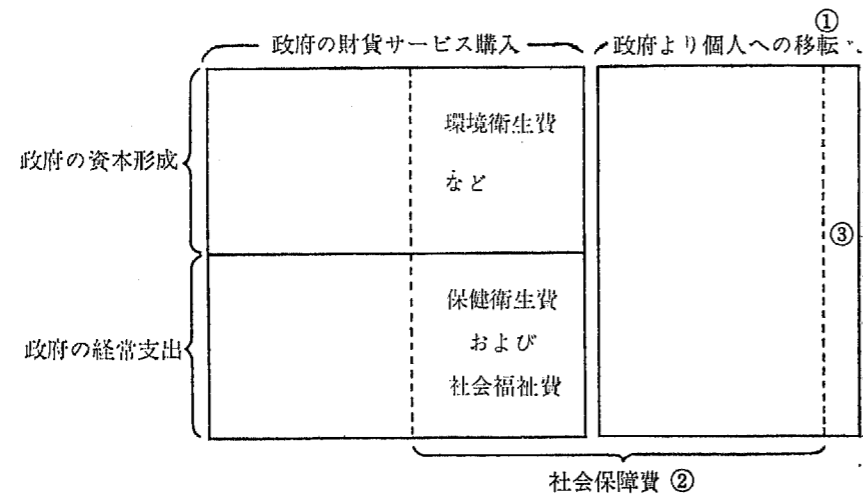 ①
政府の財貨サービス購入
政府より個人への移転
環境衛生費
など
政府の資本形成
③
保健衛生費
および
社会福祉費
政府の経常支出
社会保障費 ②